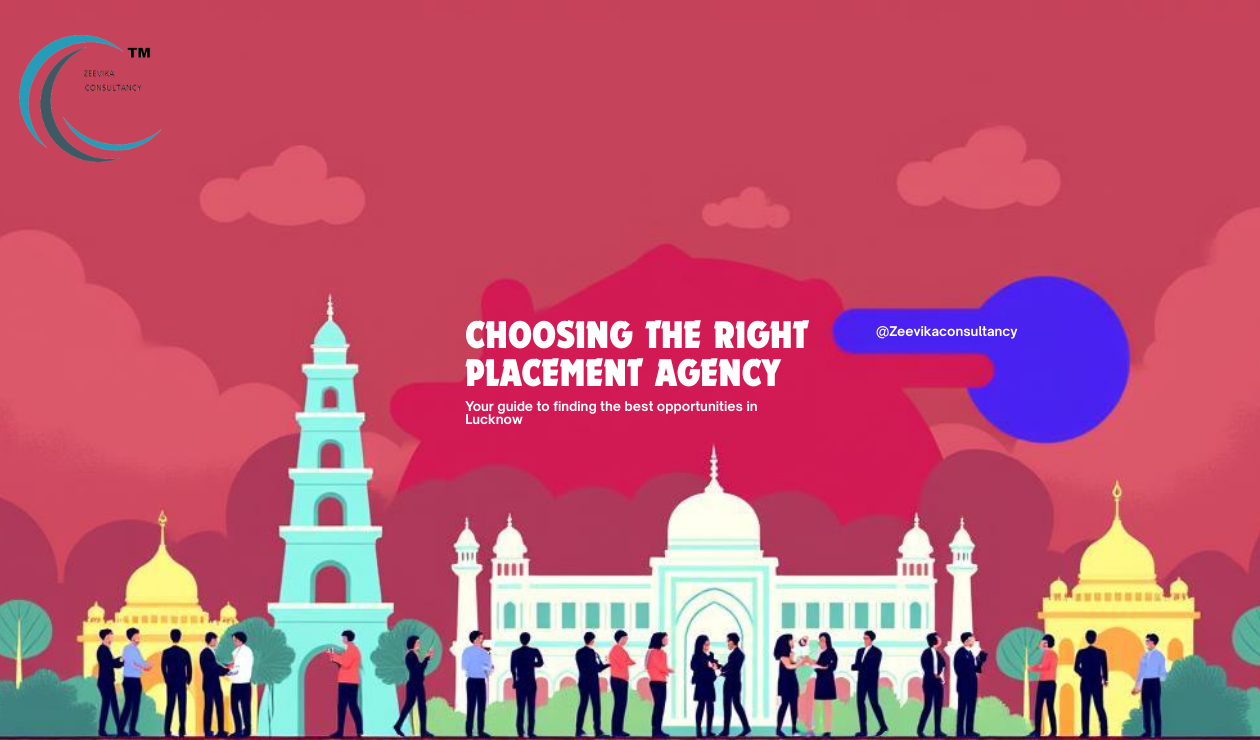 TM
ZEEVIKA
CONSULTANCY
CHOOSING THE RIGHT
PLACEMENT AGENCY
Your guide to finding the best opportunities in
Lucknow
@Zeevikaconsultancy